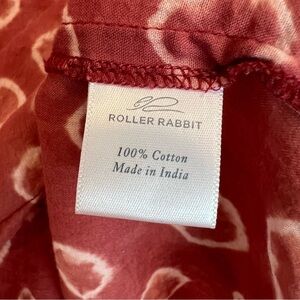 ROLLER RABBIT
100% Cotton
Made in India